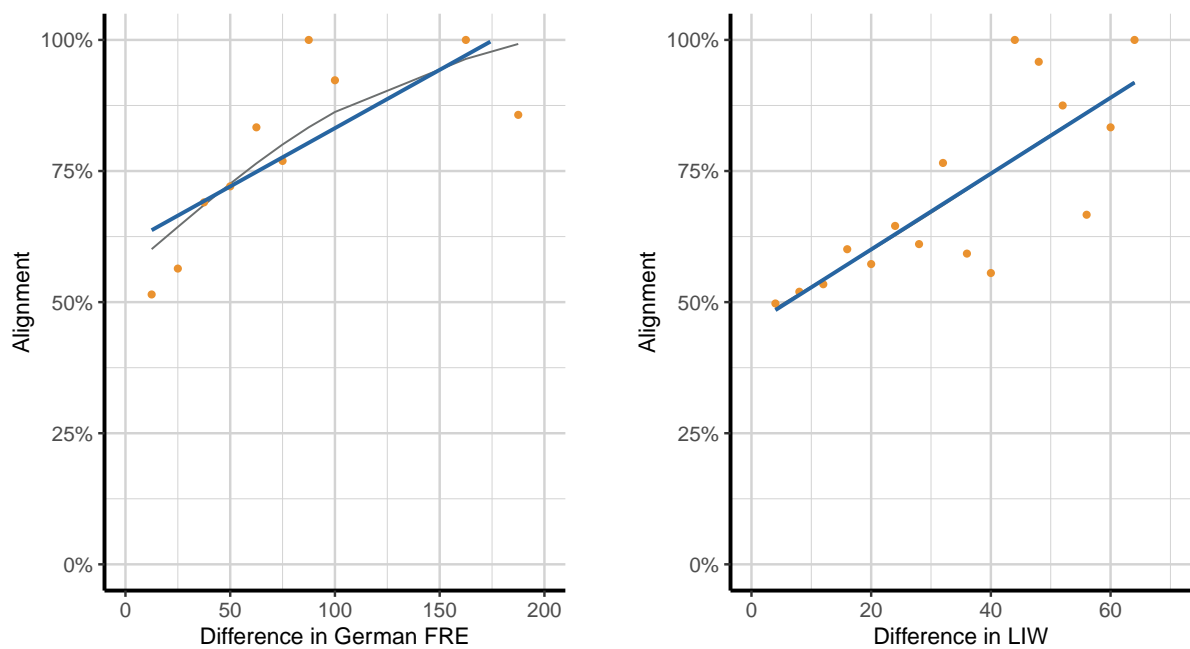 100%
75%
50%
25%
0%
Alignment
0 50 100 150 200
Difference in German FRE
100%
75%
50%
25%
0%
Alignment
0 20 40 60
Difference in LIW